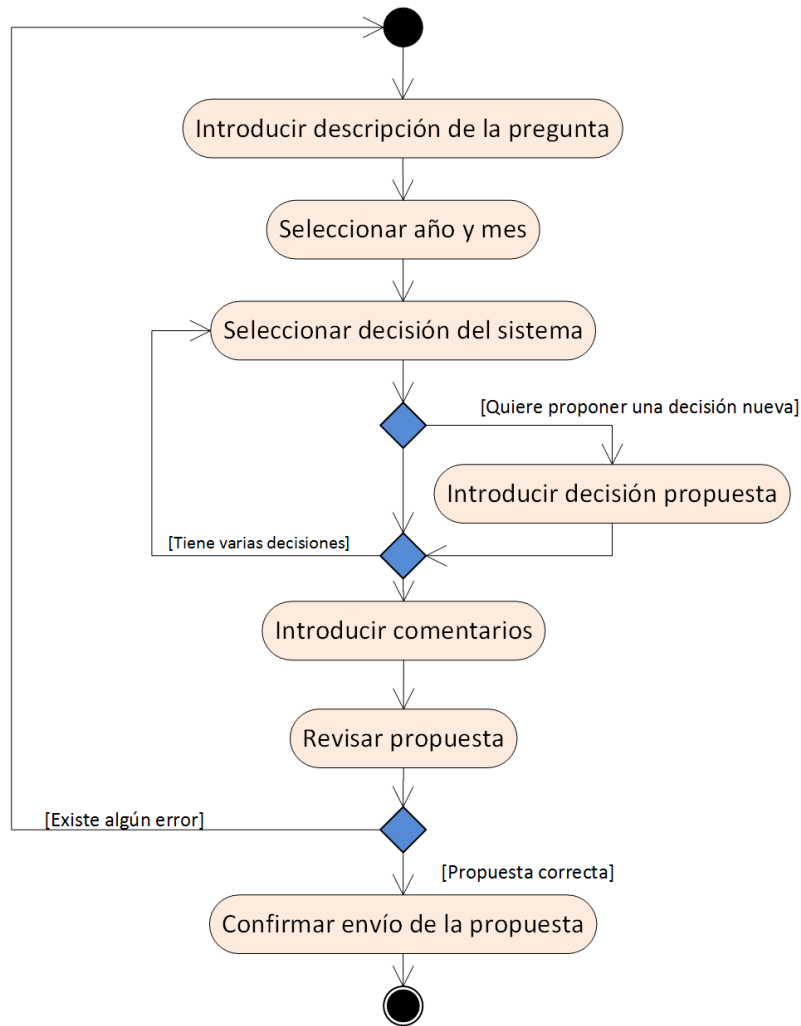 Introducir descripción de la pregunta
Seleccionar año y mes
Seleccionar decisión del sistema
[Quiere proponer una decisión nueva]
Introducir decisión propuesta
[Tiene varias decisiones]
Introducir comentarios
Revisar propuesta
[Existe algún error]
[Propuesta correcta]
Confirmar envío de la propuesta